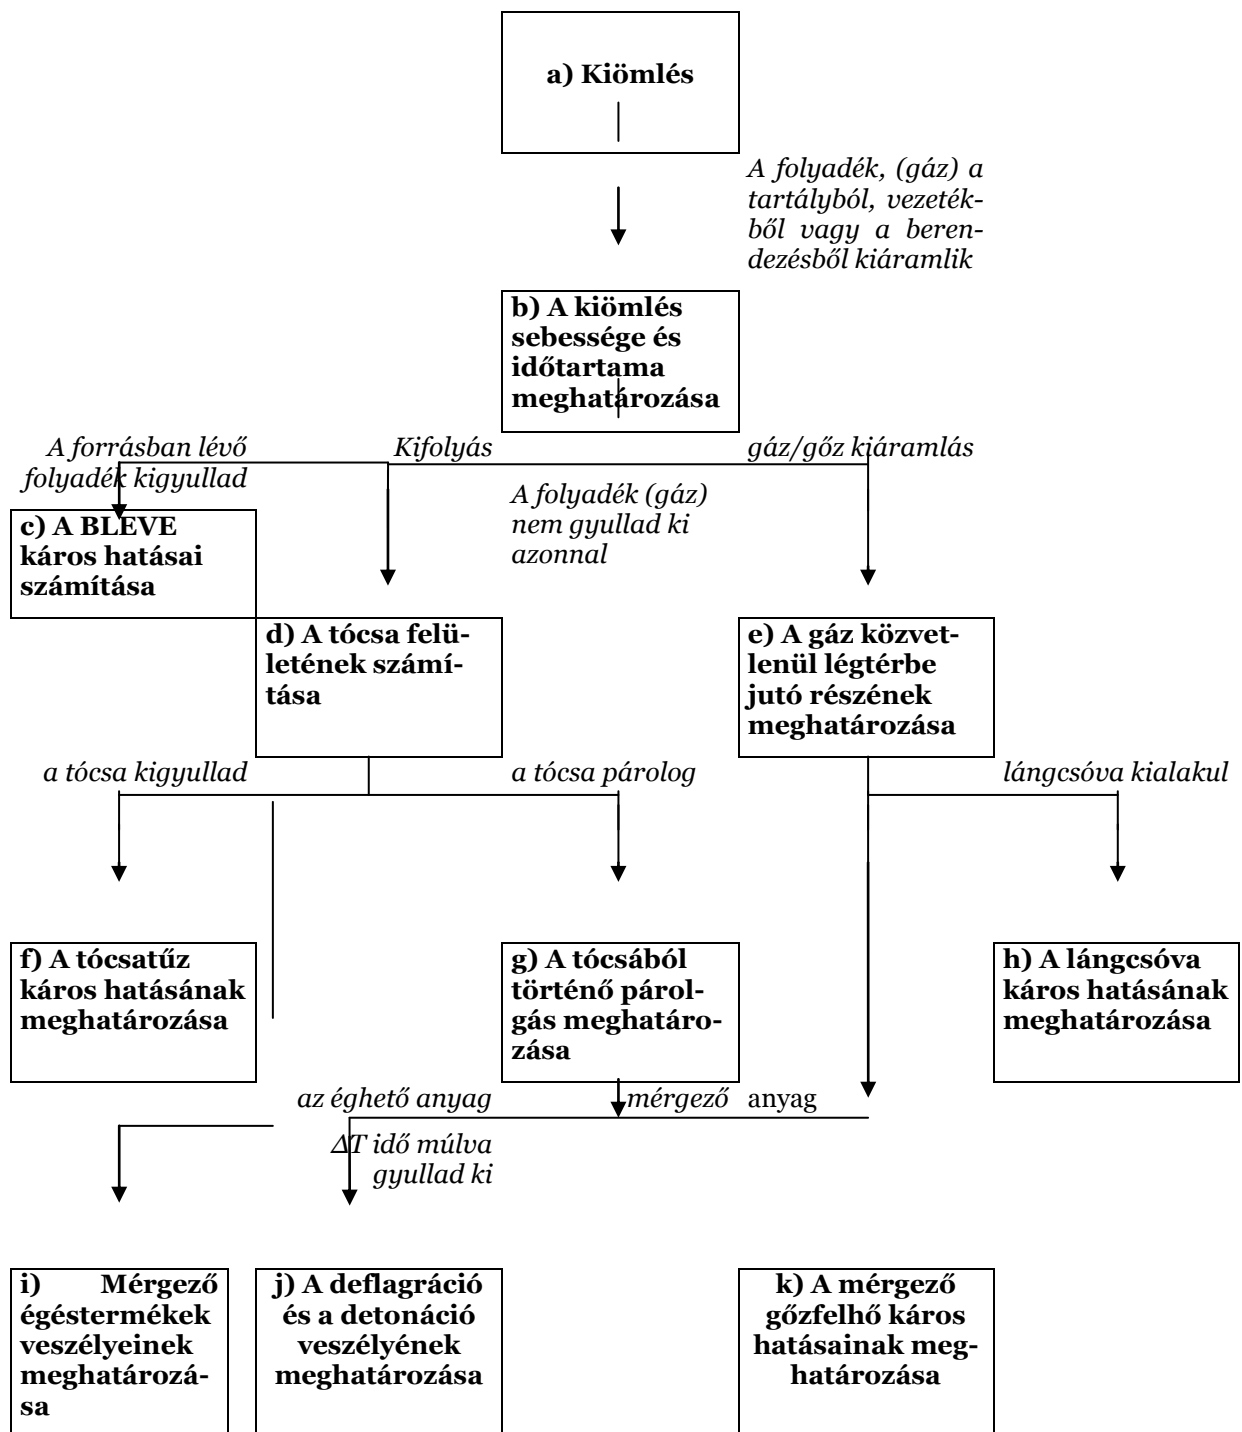 a) Kiömlés
A folyadék, (gáz) a
tartályból, vezeték-
ből vagy a beren-
dezésből kiáramlik
b) A kiömlés
sebessége és
időtartama
meghatározása
A forrásban lévő
folyadék kigyullad
Kifolyás
gáz/gőz kiáramlás
A folyadék (gáz)
nem gyullad ki
azonnal
c) A BLEVE
káros hatásai
számítása
d) A tócsa felü-
letének számí-
tása
e) A gáz közvet-
lenül légtérbe
jutó részének
meghatározása
a tócsa kigyullad
a tócsa párolog
lángcsóva kialakul
f) A tócsatűz
káros hatásának
meghatározása
g) A tócsából
történő párol-
gás meghatáro-
zása
h) A lángcsóva
káros hatásának
meghatározása
az éghető anyag
ΔT idő múlva
gyullad ki
mérgező anyag
i) Mérgező
égéstermékek
veszélyeinek
meghatározá-
sa
j) A deflagráció
és a detonáció
veszélyének
meghatározása
k) A mérgező
gőzfelhő káros
hatásainak meg-
határozása